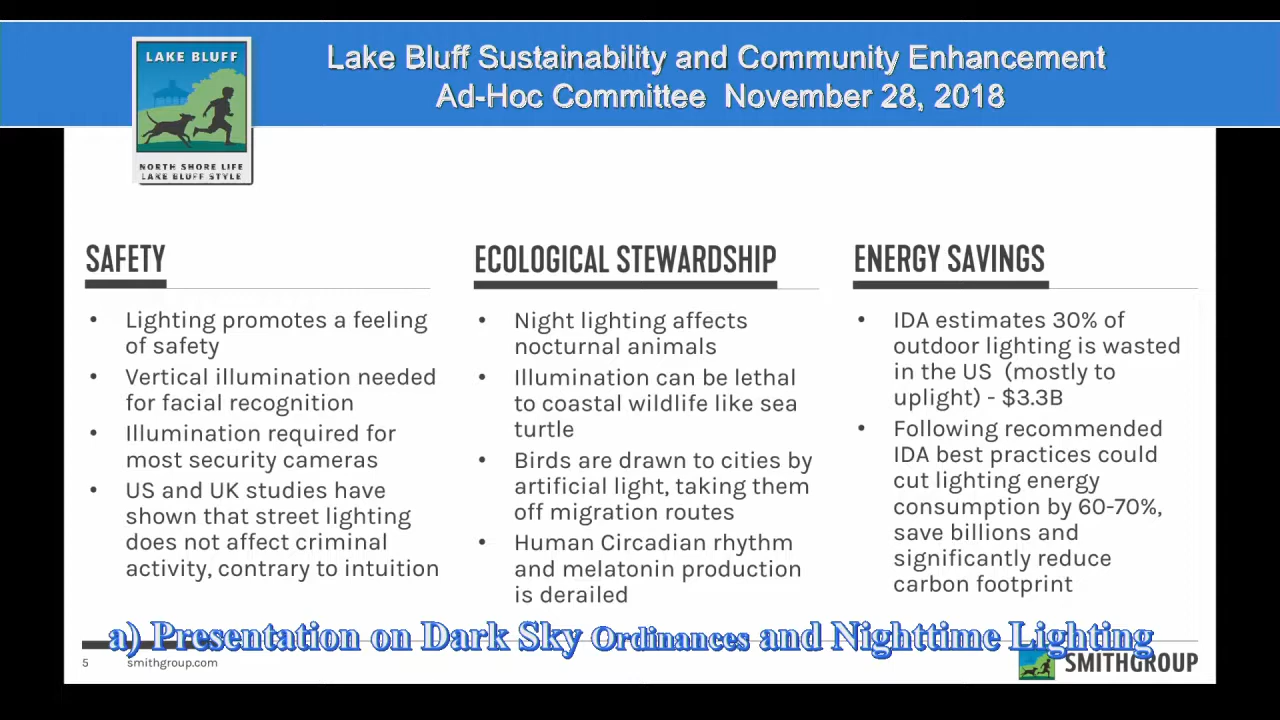 Lake Bluff Sustainability and Community Enhancement
Ad-Hoc Committee November 28, 2018
LAKE BLUFF
NORTH SHORE LIFE
LAKE BLUFF STYLE
SAFETY
• Lighting promotes a feeling
of safety
• Vertical illumination needed
for facial recognition
• Illumination required for
most security cameras
• US and UK studies have
shown that street lighting
does not affect criminal
activity, contrary to intuition
ECOLOGICAL STEWARDSHIP
• Night lighting affects
nocturnal animals
• Illumination can be lethal
to coastal wildlife like sea
turtle
• Birds are drawn to cities by
artificial light, taking them
off migration routes
• Human Circadian rhythm
and melatonin production
is derailed
ENERGY SAVINGS
• IDA estimates 30% of
outdoor lighting is wasted
in the US (mostly to
uplight) - $3.3B
• Following recommended
IDA best practices could
cut lighting energy
consumption by 60-70%,
save billions and
significantly reduce
carbon footprint
a) Presentation on Dark Sky Ordinances and Nighttime Lighting
5 smithgroup.com
SMITHGROUP